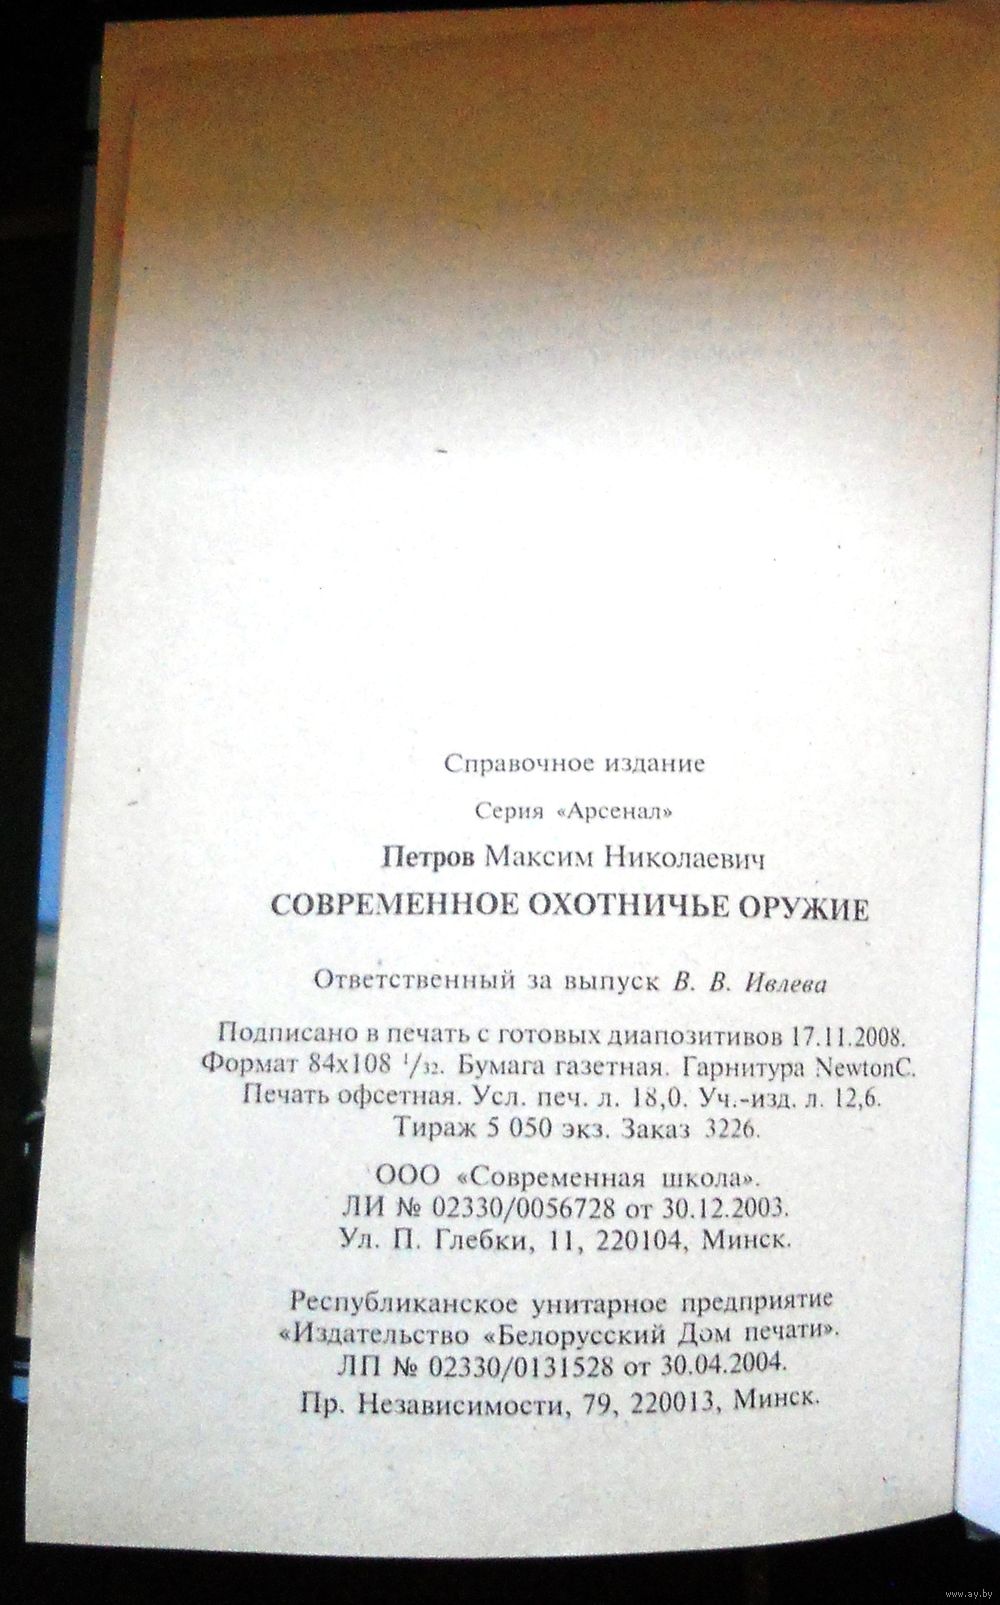 Справочное издание
Серия «Арсенал»
Петров Максим Николаевич
СОВРЕМЕННОЕ ОХОТНИЧЬЕ ОРУЖИЕ
Ответственный за выпуск В. В. Ивлева
Подписано в печать с готовых диапозитивов 17.11.2008.
Формат 84х108 1/32. Бумага газетная. Гарнитура NewtonC.
Печать офсетная. Усл. печ. л. 18,0. Уч.-изд. л. 12,6.
Тираж 5 050 экз. Заказ 3226.
ООО «Современная школа».
ЛИ № 02330/0056728 от 30.12.2003.
Ул. П. Глебки, 11, 220104, Минск.
Республиканское унитарное предприятие
«Издательство «Белорусский Дом печати».
ЛП № 02330/0131528 от 30.04.2004.
Пр. Независимости, 79, 220013, Минск.
www.ay.by